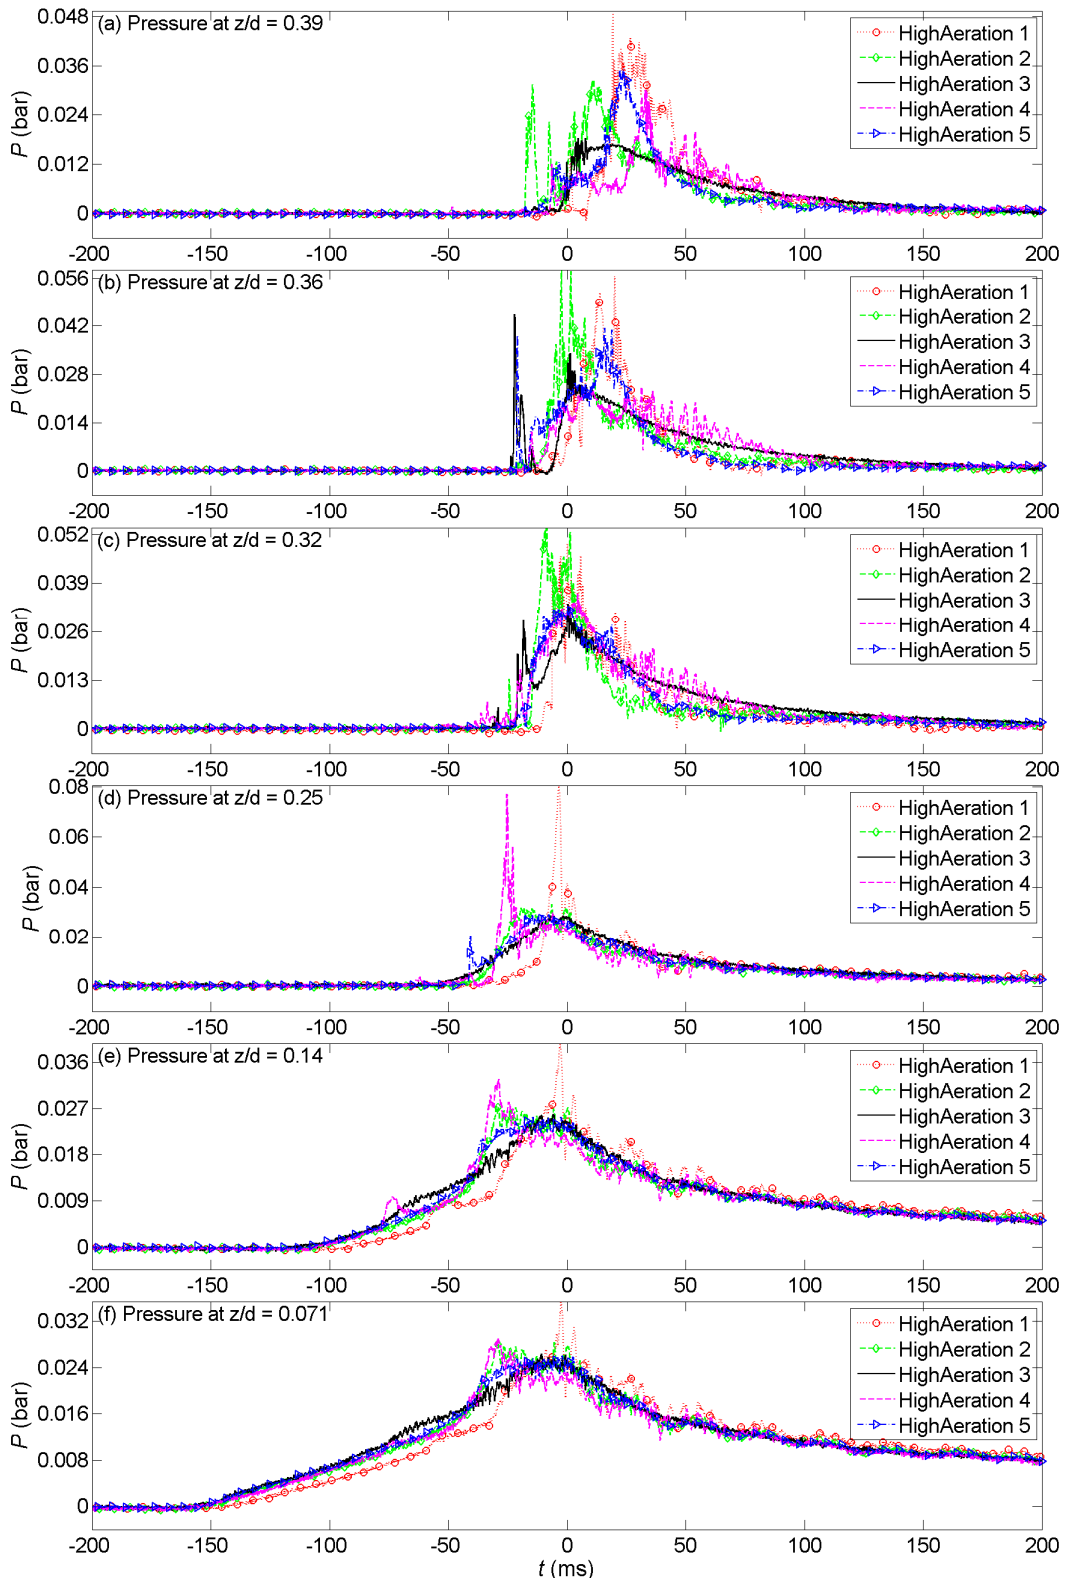 (a) Pressure at z/d = 0.39
0.048
0.036
0.024
0.012
0
P (bar)
HighAeration 1
HighAeration 2
HighAeration 3
HighAeration 4
HighAeration 5
-200 -150 -100 -50 0 50 100 150 200
(b) Pressure at z/d = 0.36
0.056
0.042
0.028
0.014
0
P (bar)
HighAeration 1
HighAeration 2
HighAeration 3
HighAeration 4
HighAeration 5
-200 -150 -100 -50 0 50 100 150 200
(c) Pressure at z/d = 0.32
0.052
0.039
0.026
0.013
0
P (bar)
HighAeration 1
HighAeration 2
HighAeration 3
HighAeration 4
HighAeration 5
-200 -150 -100 -50 0 50 100 150 200
(d) Pressure at z/d = 0.25
0.08
0.06
0.04
0.02
0
P (bar)
HighAeration 1
HighAeration 2
HighAeration 3
HighAeration 4
HighAeration 5
-200 -150 -100 -50 0 50 100 150 200
(e) Pressure at z/d = 0.14
0.036
0.027
0.018
0.009
0
P (bar)
HighAeration 1
HighAeration 2
HighAeration 3
HighAeration 4
HighAeration 5
-200 -150 -100 -50 0 50 100 150 200
(f) Pressure at z/d = 0.071
0.032
0.024
0.016
0.008
0
P (bar)
HighAeration 1
HighAeration 2
HighAeration 3
HighAeration 4
HighAeration 5
-200 -150 -100 -50 0 50 100 150 200
t (ms)